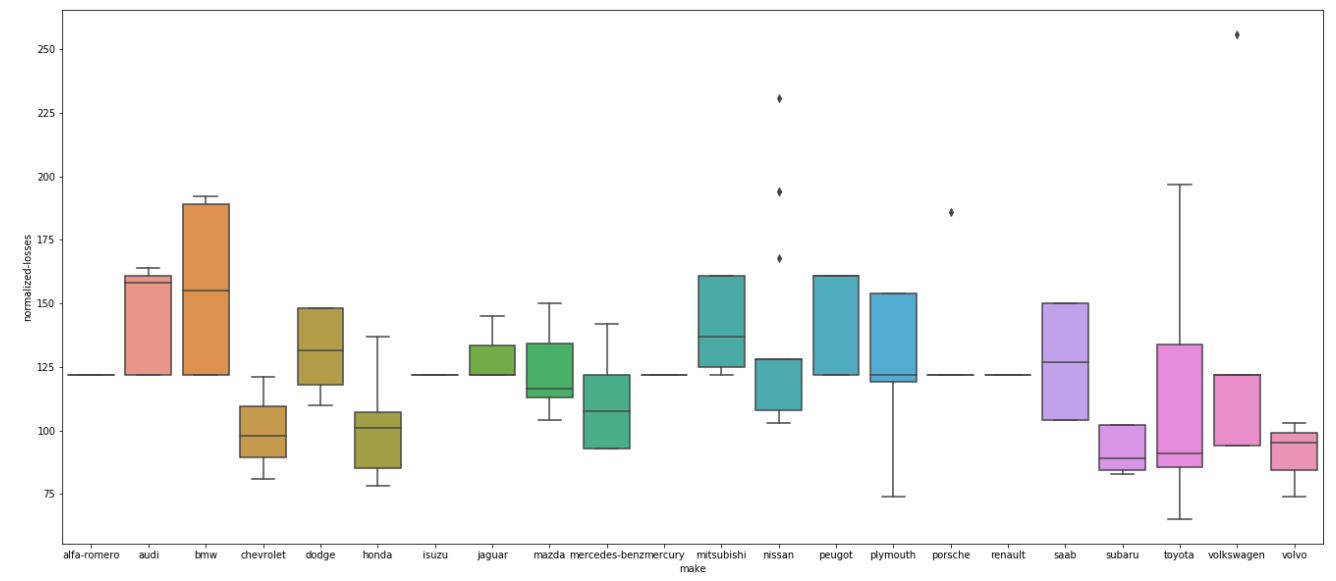 250
225
200
175
150
125
100
75
normalized-losses
alfa-romero audi bmw chevrolet dodge honda isuzu jaguar mazda mercedes-benz mercury mitsubishi nissan peugot plymouth porsche renault saab subaru toyota volkswagen volvo
make